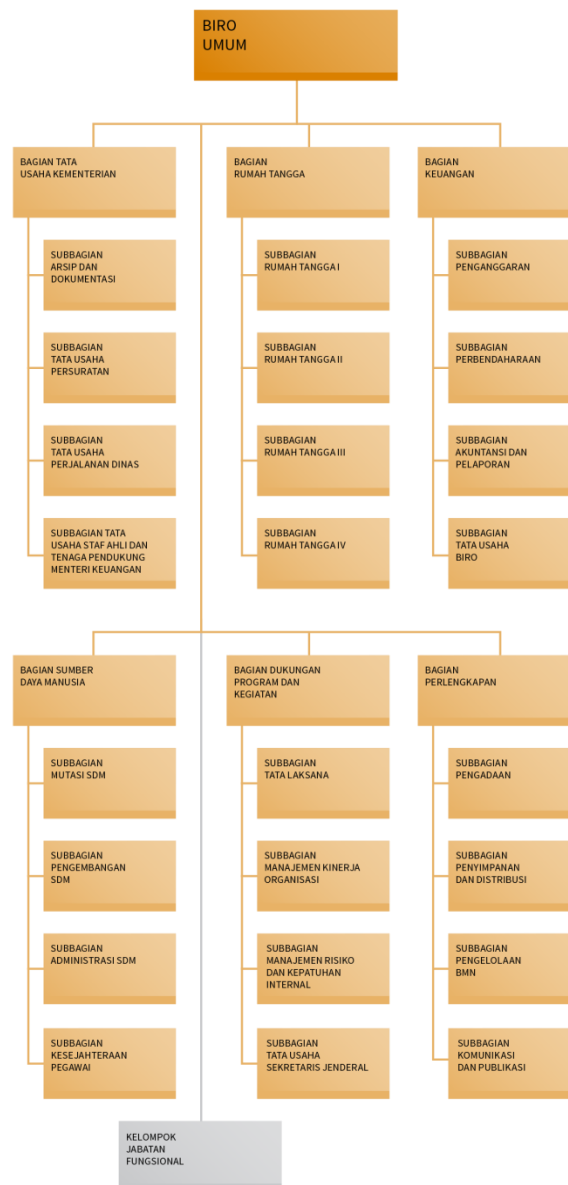 BIRO
UMUM
BAGIAN TATA
USAHA KEMENTERIAN
SUBBAGIAN
ARSIP DAN
DOKUMENTASI
SUBBAGIAN
TATA USAHA
PERSURATAN
SUBBAGIAN
TATA USAHA
PERJALANAN DINAS
SUBBAGIAN TATA
USAHA STAF AHLI DAN
TENAGA PENDUKUNG
MENTERI KEUANGAN
BAGIAN
RUMAH TANGGA
SUBBAGIAN
RUMAH TANGGA I
SUBBAGIAN
RUMAH TANGGA II
SUBBAGIAN
RUMAH TANGGA III
SUBBAGIAN
RUMAH TANGGA IV
BAGIAN
KEUANGAN
SUBBAGIAN
PENGANGGARAN
SUBBAGIAN
PERBENDAHARAAN
SUBBAGIAN
AKUNTANSI DAN
PELAPORAN
SUBBAGIAN
TATA USAHA
BIRO
BAGIAN SUMBER
DAYA MANUSIA
SUBBAGIAN
MUTASI SDM
SUBBAGIAN
PENGEMBANGAN
SDM
SUBBAGIAN
ADMINISTRASI SDM
SUBBAGIAN
KESEJAHTERAAN
PEGAWAI
BAGIAN DUKUNGAN
PROGRAM DAN
KEGIATAN
SUBBAGIAN
TATA LAKSANA
SUBBAGIAN
MANAJEMEN KINERJA
ORGANISASI
SUBBAGIAN
MANAJEMEN RISIKO
DAN KEPATUHAN
INTERNAL
SUBBAGIAN
TATA USAHA
SEKRETARIS JENDERAL
BAGIAN
PERLENGKAPAN
SUBBAGIAN
PENGADAAN
SUBBAGIAN
PENYIMPANAN
DAN DISTRIBUSI
SUBBAGIAN
PENGELOLAAN
BMN
SUBBAGIAN
KOMUNIKASI
DAN PUBLIKASI
KELOMPOK
JABATAN
FUNGSIONAL